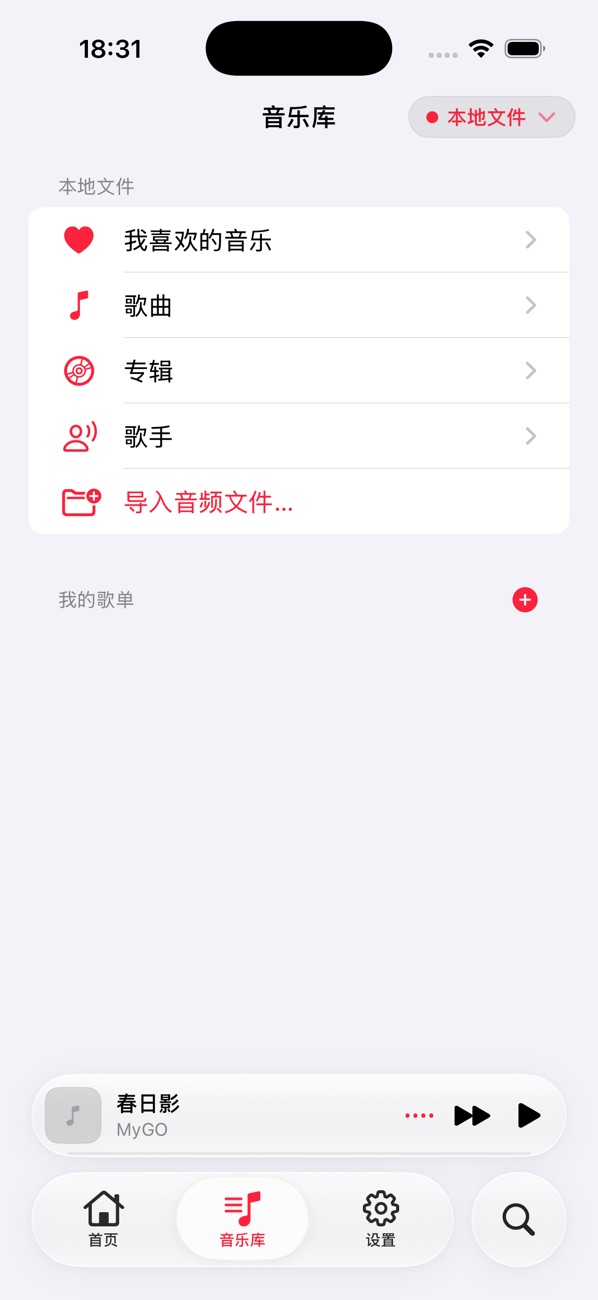 18:31
音乐库
本地文件
本地文件
我喜欢的音乐
歌曲
专辑
歌手
导入音频文件...
我的歌单
春日影
MyGO
首页
音乐库
设置